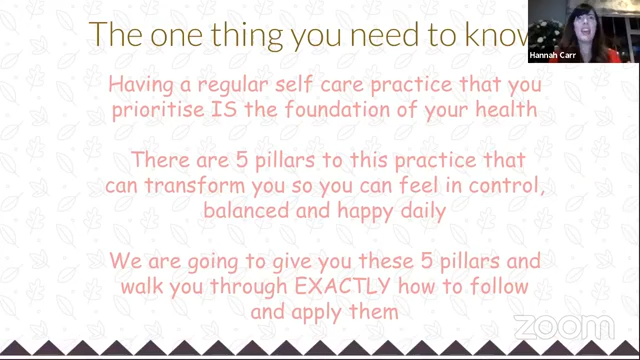 The one thing you need to know
Hannah Carr
Having a regular self care practice that you
prioritise IS the foundation of your health
There are 5 pillars to this practice that
can transform you so you can feel in control,
balanced and happy daily
We are going to give you these 5 pillars and
walk you through EXACTLY how to follow
and apply them
zoom